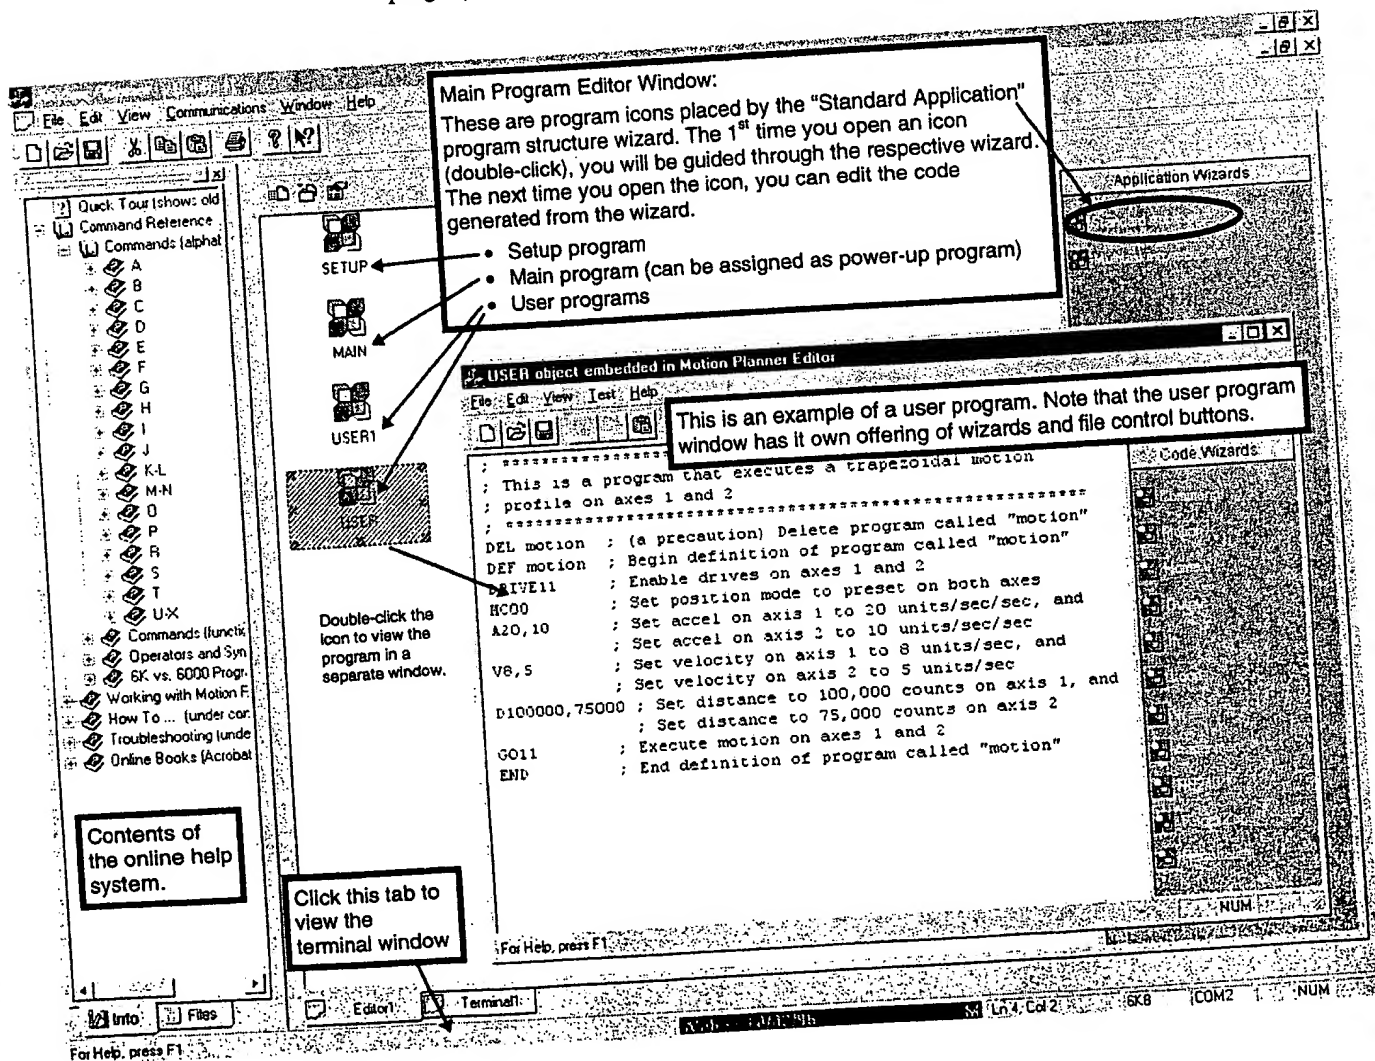 File Edit View Communications Window Help
Main Program Editor Window:
These are program icons placed by the "Standard Application"
program structure wizard. The 1st time you open an icon
(double-click), you will be guided through the respective wizard.
The next time you open the icon, you can edit the code
generated from the wizard.
• Setup program
• Main program (can be assigned as power-up program)
• User programs
Application Wizards
Quick Tour (shows old
Command Reference
Commands (alphat
A
B
C
D
E
F
G
H
I
J
K-L
M-N
O
P
R
S
T
U-X
Commands (functic
Operators and Syn
6K vs. 6000 Progr.
Working with Motion F
How To ... (under con
Troubleshooting (unde
Online Books (Acrobat
SETUP
MAIN
USER1
USER
Double-click the
icon to view the
program in a
separate window.
USER object embedded in Motion Planner Editor
File Edit View Test Help
This is an example of a user program. Note that the user program
window has it own offering of wizards and file control buttons.
Code Wizards
; This is a program that executes a trapezoidal motion
; profile on axes 1 and 2
DEL motion ; (a precaution) Delete program called "motion"
DEF motion ; Begin definition of program called "motion"
DRIVE11 ; Enable drives on axes 1 and 2
MC00 ; Set position mode to preset on both axes
A20,10 ; Set accel on axis 1 to 20 units/sec/sec, and
; Set accel on axis 2 to 10 units/sec/sec
V8,5 ; Set velocity on axis 1 to 8 units/sec, and
; Set velocity on axis 2 to 5 units/sec
D100000,75000 ; Set distance to 100,000 counts on axis 1, and
; Set distance to 75,000 counts on axis 2
GO11 ; Execute motion on axes 1 and 2
END ; End definition of program called "motion"
Contents of
the online help
system.
Click this tab to
view the
terminal window
For Help, press F1
NUM
Info Files
Editor1 Terminal1
Ln 4, Col 2 6K8 COM2 NUM
For Help, press F1